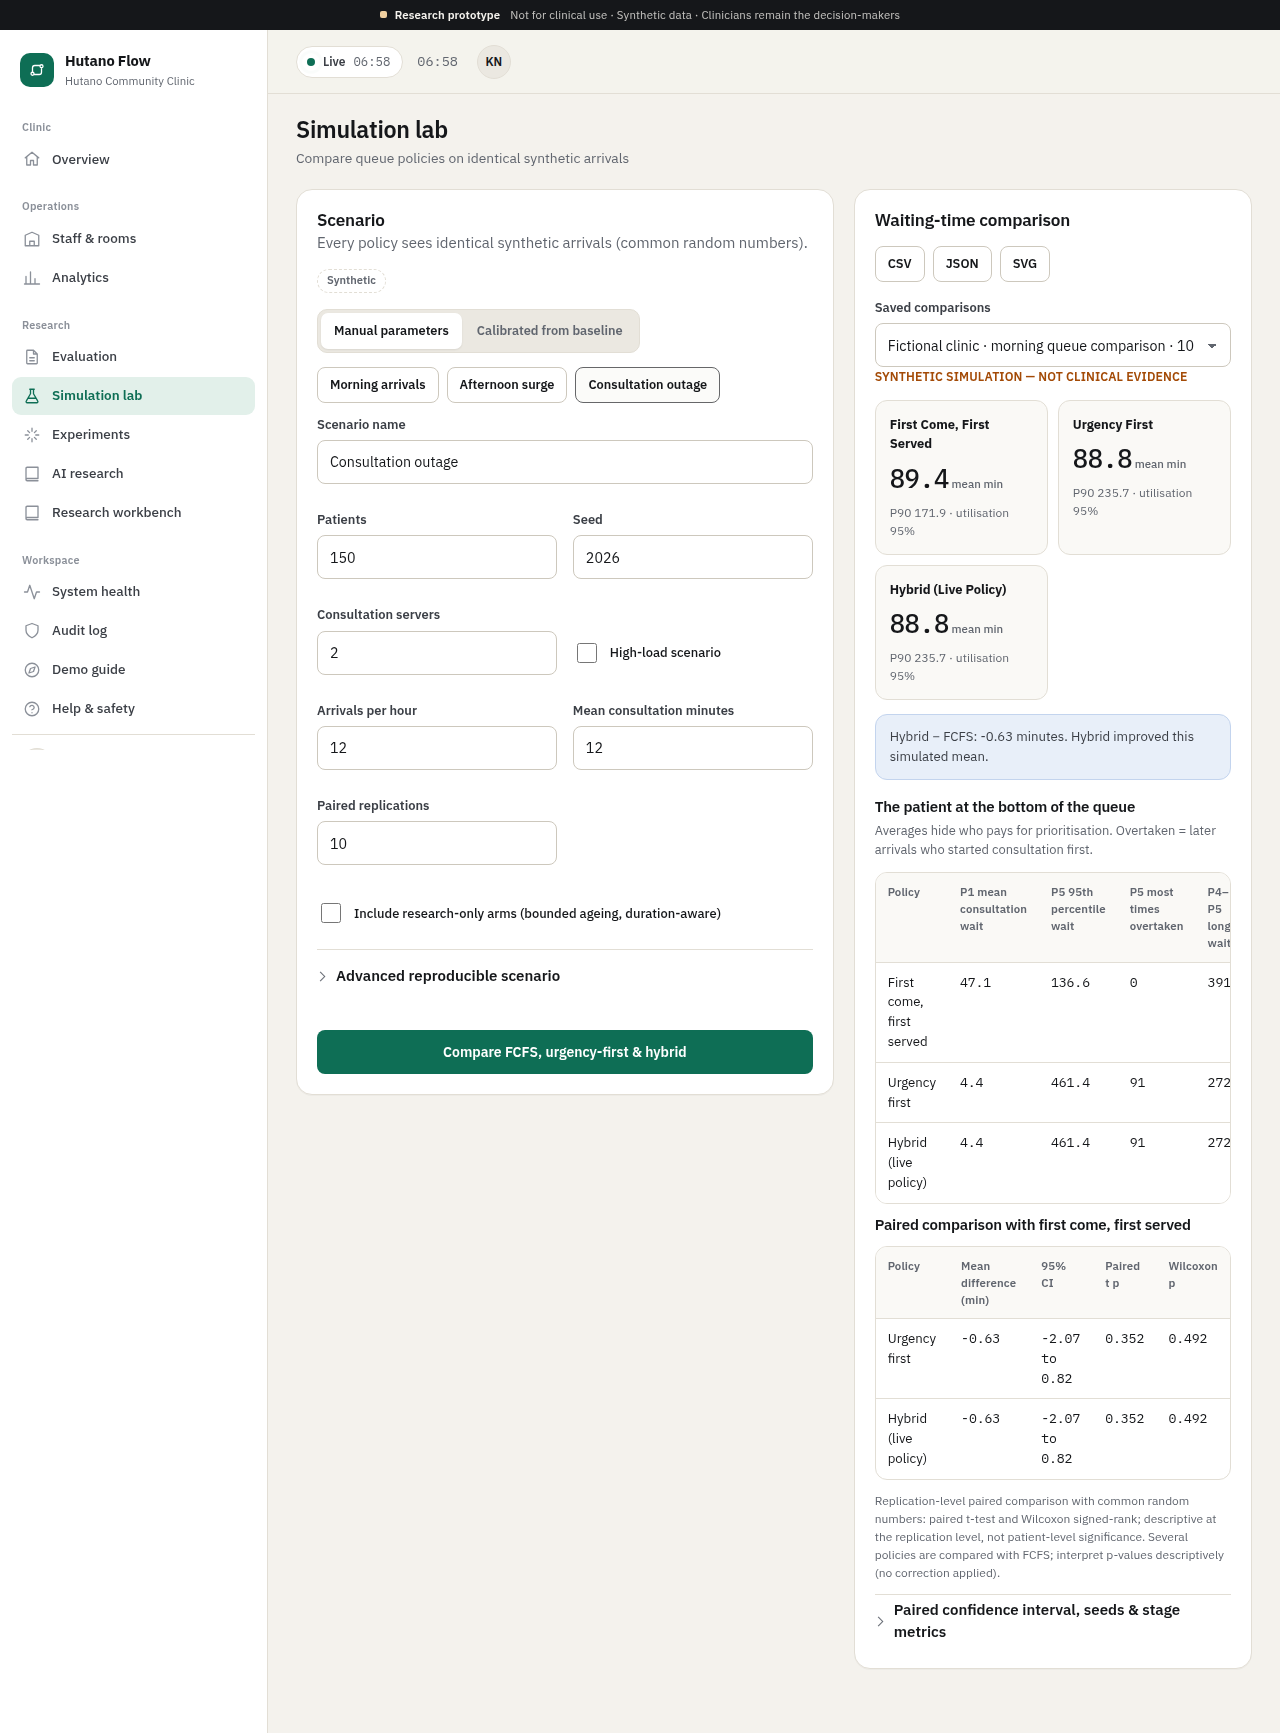 Research prototype Not for clinical use · Synthetic data · Clinicians remain the decision-makers
Hutano Flow
Hutano Community Clinic
Clinic
Overview
Operations
Staff & rooms
Analytics
Research
Evaluation
Simulation lab
Experiments
AI research
Research workbench
Workspace
System health
Audit log
Demo guide
Help & safety
Live 06:58 06:58 KN
Simulation lab
Compare queue policies on identical synthetic arrivals
Scenario
Every policy sees identical synthetic arrivals (common random numbers).
Synthetic
Manual parameters Calibrated from baseline
Morning arrivals Afternoon surge Consultation outage
Scenario name
Consultation outage
Patients Seed
150 2026
Consultation servers
2 High-load scenario
Arrivals per hour Mean consultation minutes
12 12
Paired replications
10
Include research-only arms (bounded ageing, duration-aware)
Advanced reproducible scenario
Compare FCFS, urgency-first & hybrid
Waiting-time comparison
CSV JSON SVG
Saved comparisons
Fictional clinic · morning queue comparison · 10
SYNTHETIC SIMULATION — NOT CLINICAL EVIDENCE
First Come, First
Served
89.4 mean min
P90 171.9 · utilisation
95%
Urgency First
88.8 mean min
P90 235.7 · utilisation
95%
Hybrid (Live Policy)
88.8 mean min
P90 235.7 · utilisation
95%
Hybrid − FCFS: -0.63 minutes. Hybrid improved this
simulated mean.
The patient at the bottom of the queue
Averages hide who pays for prioritisation. Overtaken = later
arrivals who started consultation first.
Policy P1 mean P5 95th P5 most P4–
consultation percentile times P5
wait wait overtaken long
wait
First 47.1 136.6 0 391
come,
first
served
Urgency 4.4 461.4 91 272
first
Hybrid 4.4 461.4 91 272
(live
policy)
Paired comparison with first come, first served
Policy Mean 95% Paired Wilcoxon
difference CI t p p
(min)
Urgency -0.63 -2.07 0.352 0.492
first to
0.82
Hybrid -0.63 -2.07 0.352 0.492
(live to
policy) 0.82
Replication-level paired comparison with common random
numbers: paired t-test and Wilcoxon signed-rank; descriptive at
the replication level, not patient-level significance. Several
policies are compared with FCFS; interpret p-values descriptively
(no correction applied).
Paired confidence interval, seeds & stage
metrics